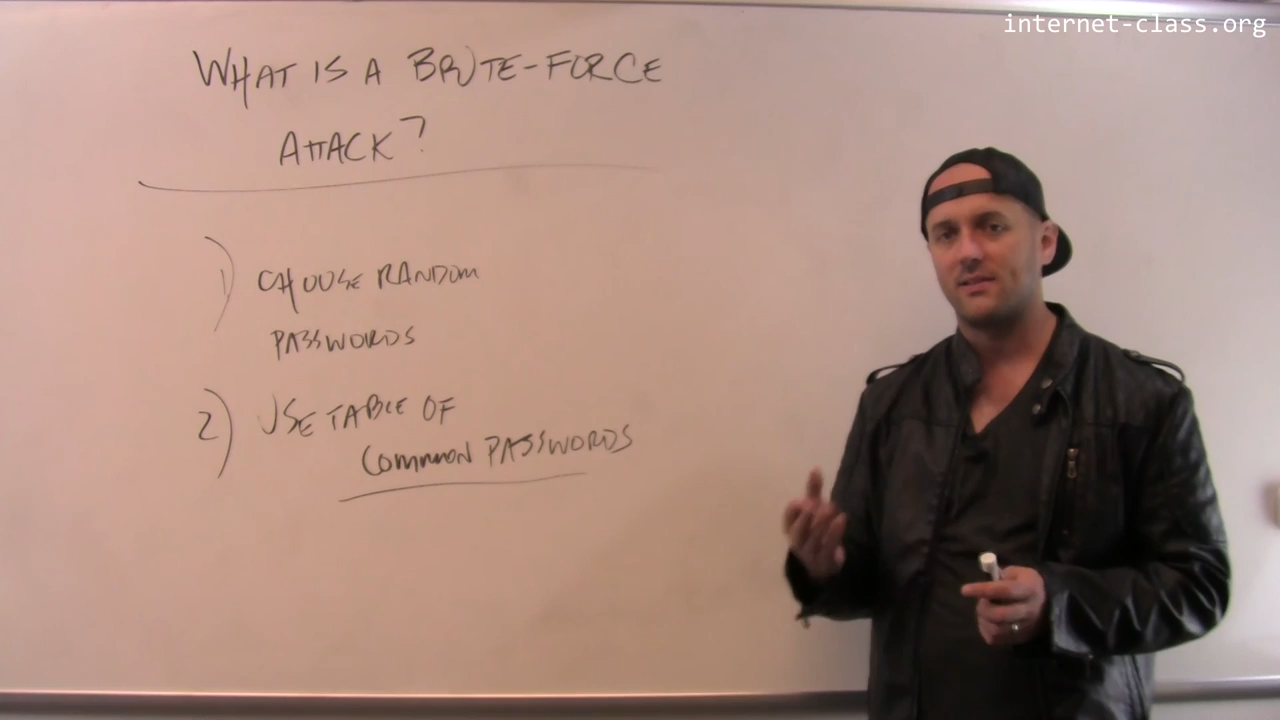 internet-class.org
WHAT IS A BRUTE-FORCE
ATTACK?
1) CHOOSE RANDOM
PASSWORDS
2) USE TABLE OF
COMMON PASSWORDS